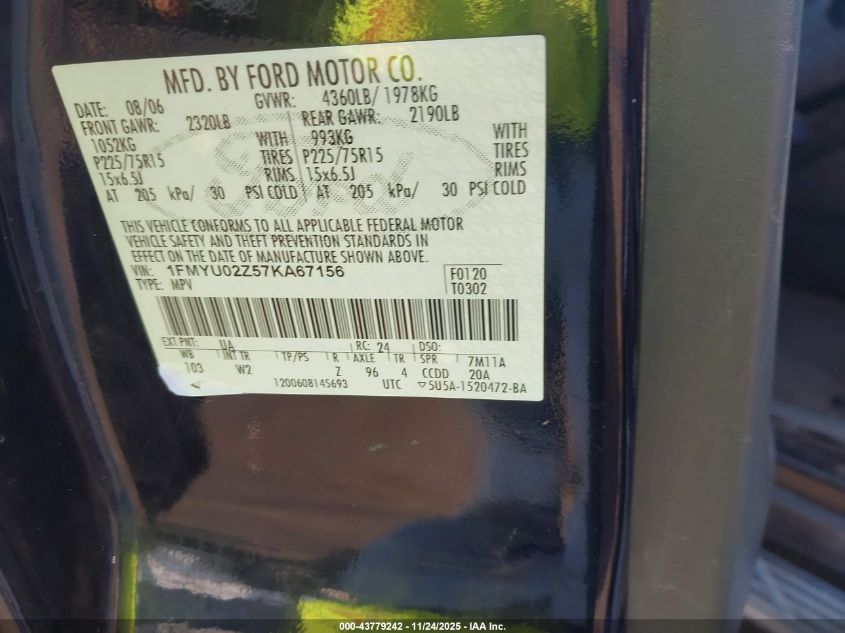 MFD. BY FORD MOTOR CO.
DATE: 08/06 GVWR: 4360LB/ 1978KG
FRONT GAWR: 2320LB REAR GAWR: 2190LB
1052KG WITH 993KG WITH
P225/75R15 TIRES P225/75R15 TIRES
15x6.5J RIMS 15x6.5J RIMS
AT 205 kPa/ 30 PSI COLD AT 205 kPa/ 30 PSI COLD
Ford
THIS VEHICLE CONFORMS TO ALL APPLICABLE FEDERAL MOTOR
VEHICLE SAFETY AND THEFT PREVENTION STANDARDS IN
EFFECT ON THE DATE OF MANUFACTURE SHOWN ABOVE.
VIN: 1FMYU02Z57KA67156 F0120
TYPE: MPV T0302
EXT PNT: UA RC: 24 DSO:
WB INT TR TP/PS R AXLE TR SPR 7M11A
103 W2 Z 96 4 CCDD 20A
1200608145693 UTC ▽5U5A-1520472-BA
000-43779242 - 11/24/2025 - IAA Inc.